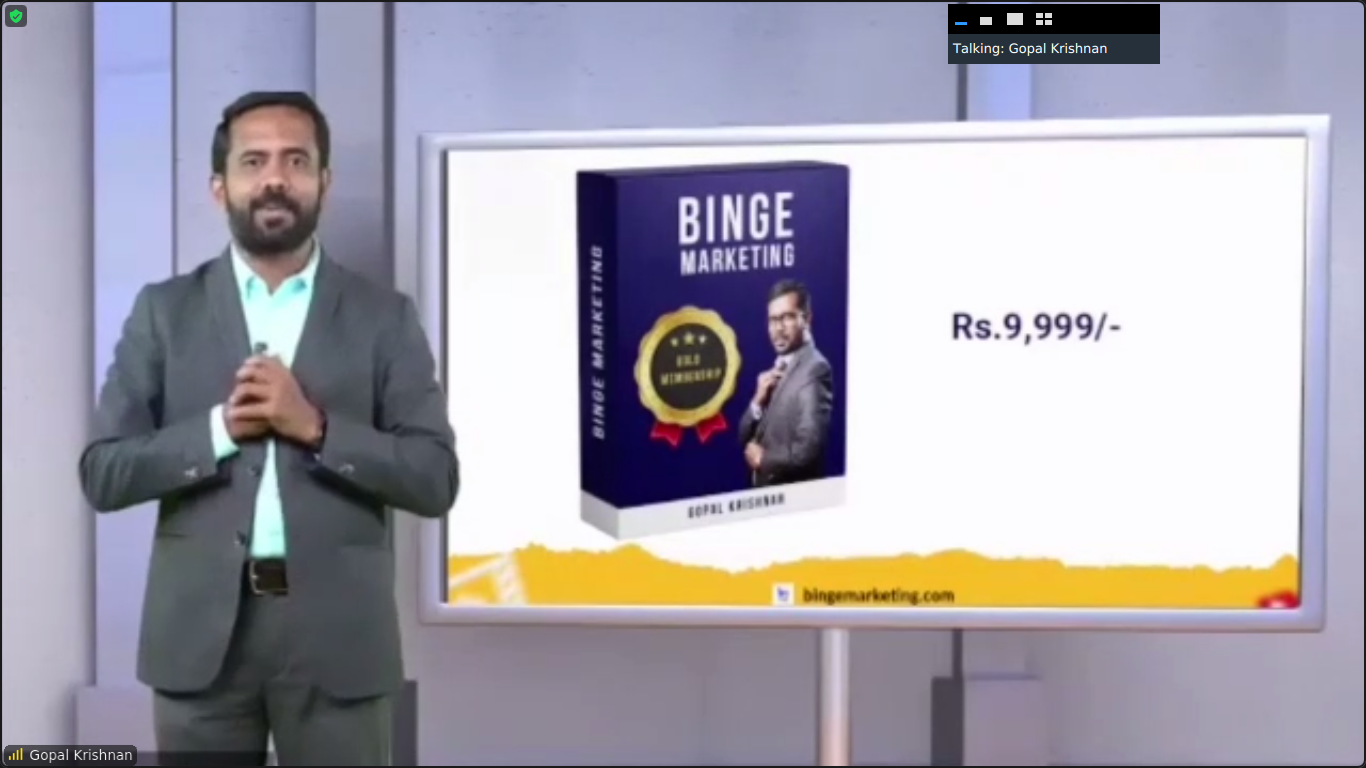 Talking: Gopal Krishnan
BINGE
MARKETING
BINGE MARKETING
GOLD
MEMBERSHIP
GOPAL KRISHNAN
Rs.9,999/-
bingemarketing.com
Gopal Krishnan